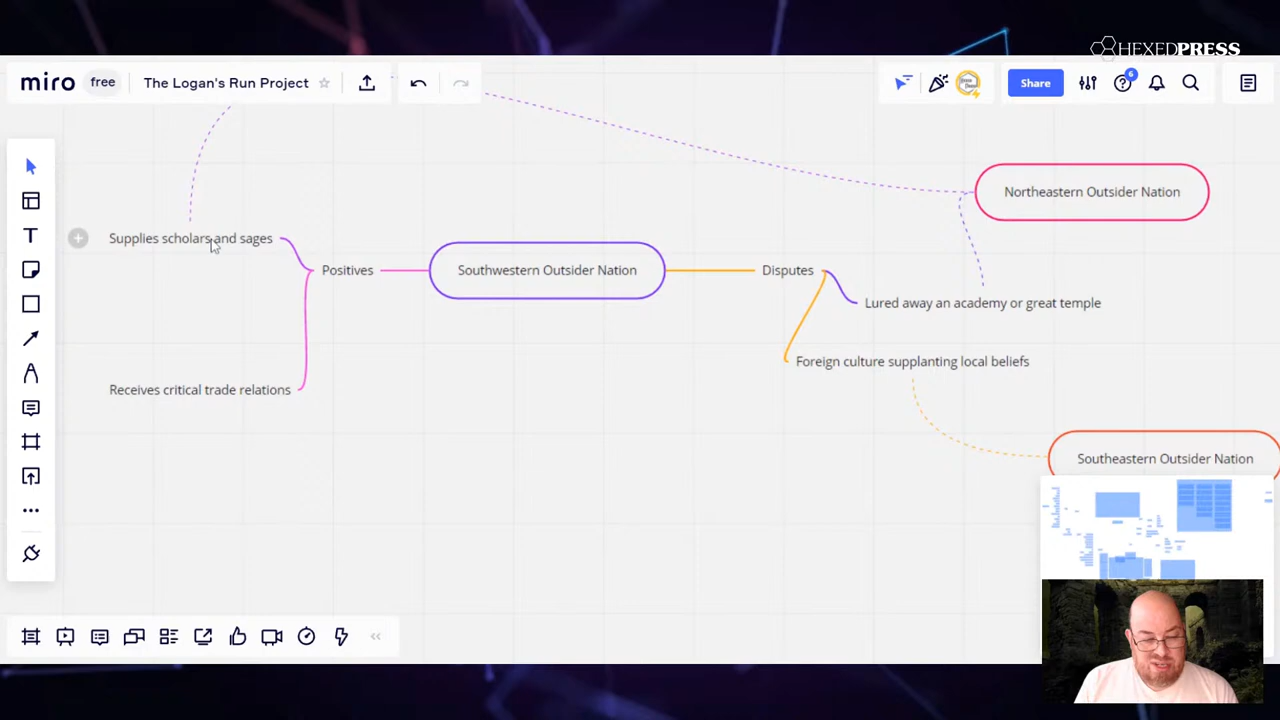 HEXEDPRESS
miro free The Logan's Run Project
Share
6
Northeastern Outsider Nation
Supplies scholars and sages
Positives
Southwestern Outsider Nation
Disputes
Lured away an academy or great temple
Foreign culture supplanting local beliefs
Receives critical trade relations
Southeastern Outsider Nation